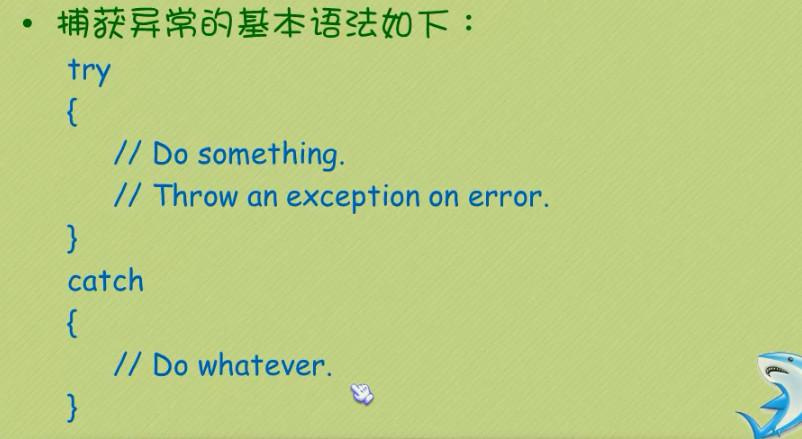 • 捕获异常的基本语法如下：
try
{
// Do something.
// Throw an exception on error.
}
catch
{
// Do whatever.
}